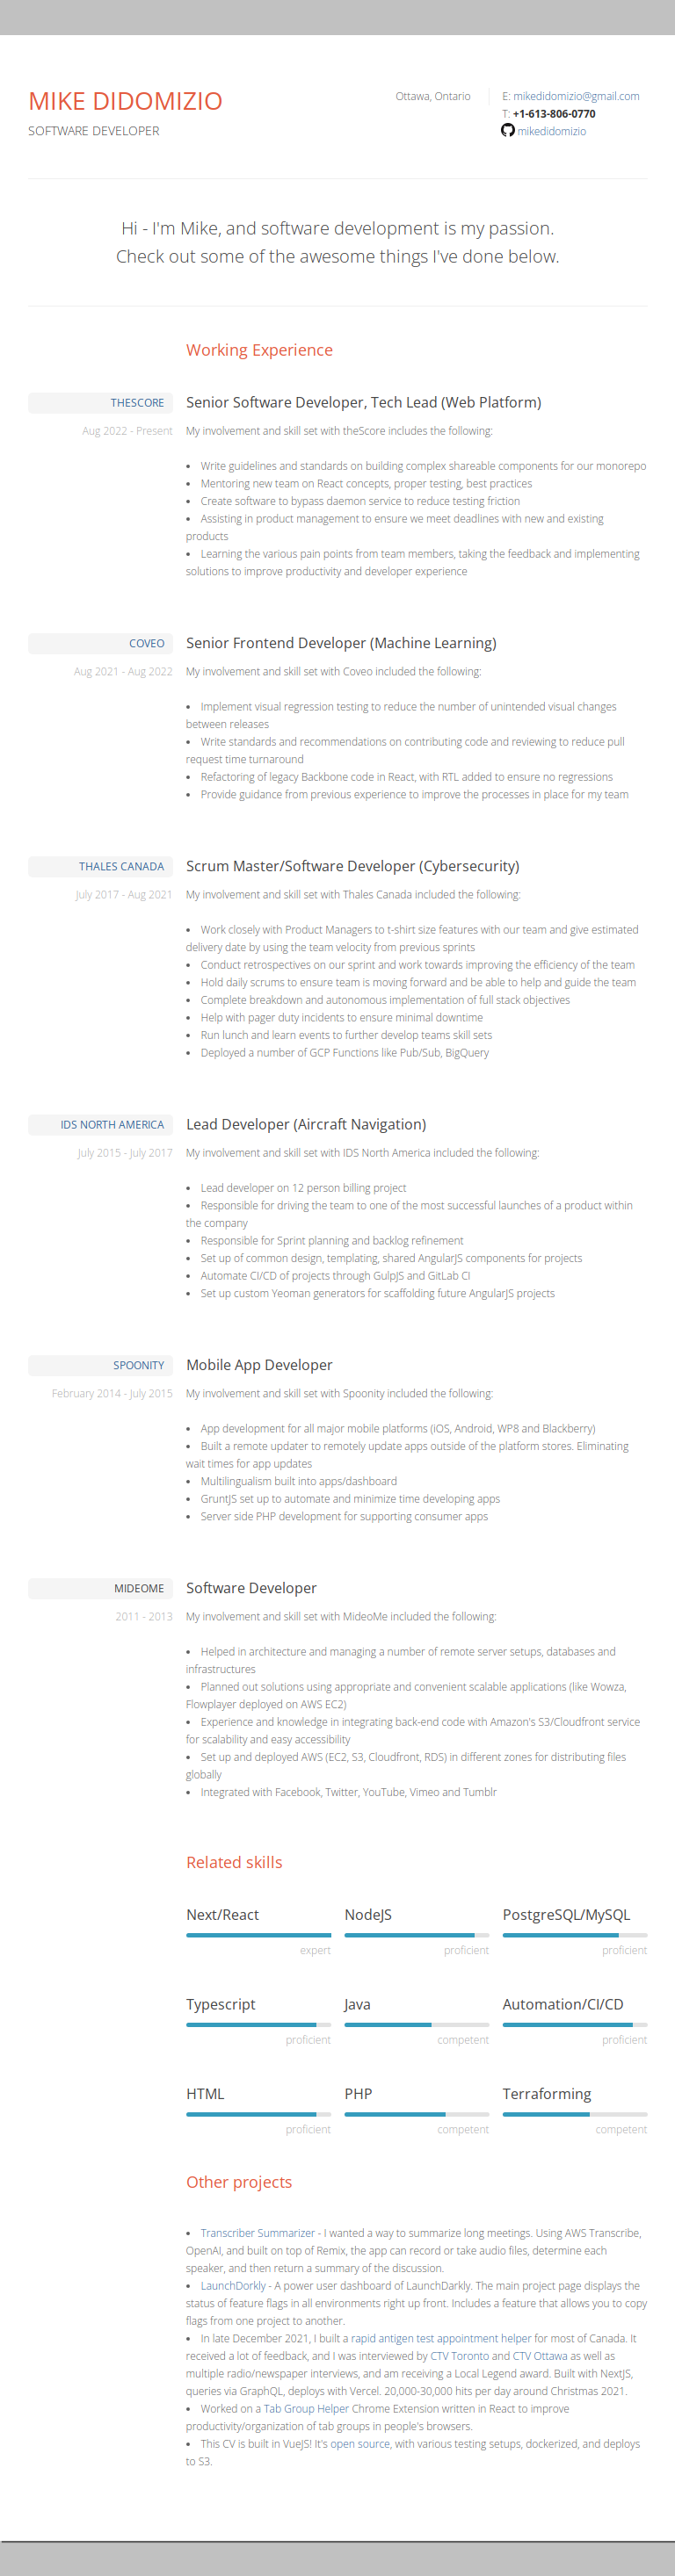 MIKE DIDOMIZIO
SOFTWARE DEVELOPER
Ottawa, Ontario
E: mikedidomizio@gmail.com
T: +1-613-806-0770
mikedidomizio
Hi - I'm Mike, and software development is my passion.
Check out some of the awesome things I've done below.
Working Experience
THESCORE
Aug 2022 - Present
Senior Software Developer, Tech Lead (Web Platform)
My involvement and skill set with theScore includes the following:
• Write guidelines and standards on building complex shareable components for our monorepo
• Mentoring new team on React concepts, proper testing, best practices
• Create software to bypass daemon service to reduce testing friction
• Assisting in product management to ensure we meet deadlines with new and existing
products
• Learning the various pain points from team members, taking the feedback and implementing
solutions to improve productivity and developer experience
COVEO
Aug 2021 - Aug 2022
Senior Frontend Developer (Machine Learning)
My involvement and skill set with Coveo included the following:
• Implement visual regression testing to reduce the number of unintended visual changes
between releases
• Write standards and recommendations on contributing code and reviewing to reduce pull
request time turnaround
• Refactoring of legacy Backbone code in React, with RTL added to ensure no regressions
• Provide guidance from previous experience to improve the processes in place for my team
THALES CANADA
July 2017 - Aug 2021
Scrum Master/Software Developer (Cybersecurity)
My involvement and skill set with Thales Canada included the following:
• Work closely with Product Managers to t-shirt size features with our team and give estimated
delivery date by using the team velocity from previous sprints
• Conduct retrospectives on our sprint and work towards improving the efficiency of the team
• Hold daily scrums to ensure team is moving forward and be able to help and guide the team
• Complete breakdown and autonomous implementation of full stack objectives
• Help with pager duty incidents to ensure minimal downtime
• Run lunch and learn events to further develop teams skill sets
• Deployed a number of GCP Functions like Pub/Sub, BigQuery
IDS NORTH AMERICA
July 2015 - July 2017
Lead Developer (Aircraft Navigation)
My involvement and skill set with IDS North America included the following:
• Lead developer on 12 person billing project
• Responsible for driving the team to one of the most successful launches of a product within
the company
• Responsible for Sprint planning and backlog refinement
• Set up of common design, templating, shared AngularJS components for projects
• Automate CI/CD of projects through GulpJS and GitLab CI
• Set up custom Yeoman generators for scaffolding future AngularJS projects
SPOONITY
February 2014 - July 2015
Mobile App Developer
My involvement and skill set with Spoonity included the following:
• App development for all major mobile platforms (iOS, Android, WP8 and Blackberry)
• Built a remote updater to remotely update apps outside of the platform stores. Eliminating
wait times for app updates
• Multilingualism built into apps/dashboard
• GruntJS set up to automate and minimize time developing apps
• Server side PHP development for supporting consumer apps
MIDEOME
2011 - 2013
Software Developer
My involvement and skill set with MideoMe included the following:
• Helped in architecture and managing a number of remote server setups, databases and
infrastructures
• Planned out solutions using appropriate and convenient scalable applications (like Wowza,
Flowplayer deployed on AWS EC2)
• Experience and knowledge in integrating back-end code with Amazon's S3/Cloudfront service
for scalability and easy accessibility
• Set up and deployed AWS (EC2, S3, Cloudfront, RDS) in different zones for distributing files
globally
• Integrated with Facebook, Twitter, YouTube, Vimeo and Tumblr
Related skills
Next/React
expert
NodeJS
proficient
PostgreSQL/MySQL
proficient
Typescript
proficient
Java
competent
Automation/CI/CD
proficient
HTML
proficient
PHP
competent
Terraforming
competent
Other projects
• Transcriber Summarizer - I wanted a way to summarize long meetings. Using AWS Transcribe,
OpenAI, and built on top of Remix, the app can record or take audio files, determine each
speaker, and then return a summary of the discussion.
• LaunchDorkly - A power user dashboard of LaunchDarkly. The main project page displays the
status of feature flags in all environments right up front. Includes a feature that allows you to copy
flags from one project to another.
• In late December 2021, I built a rapid antigen test appointment helper for most of Canada. It
received a lot of feedback, and I was interviewed by CTV Toronto and CTV Ottawa as well as
multiple radio/newspaper interviews, and am receiving a Local Legend award. Built with NextJS,
queries via GraphQL, deploys with Vercel. 20,000-30,000 hits per day around Christmas 2021.
• Worked on a Tab Group Helper Chrome Extension written in React to improve
productivity/organization of tab groups in people's browsers.
• This CV is built in VueJS! It's open source, with various testing setups, dockerized, and deploys
to S3.